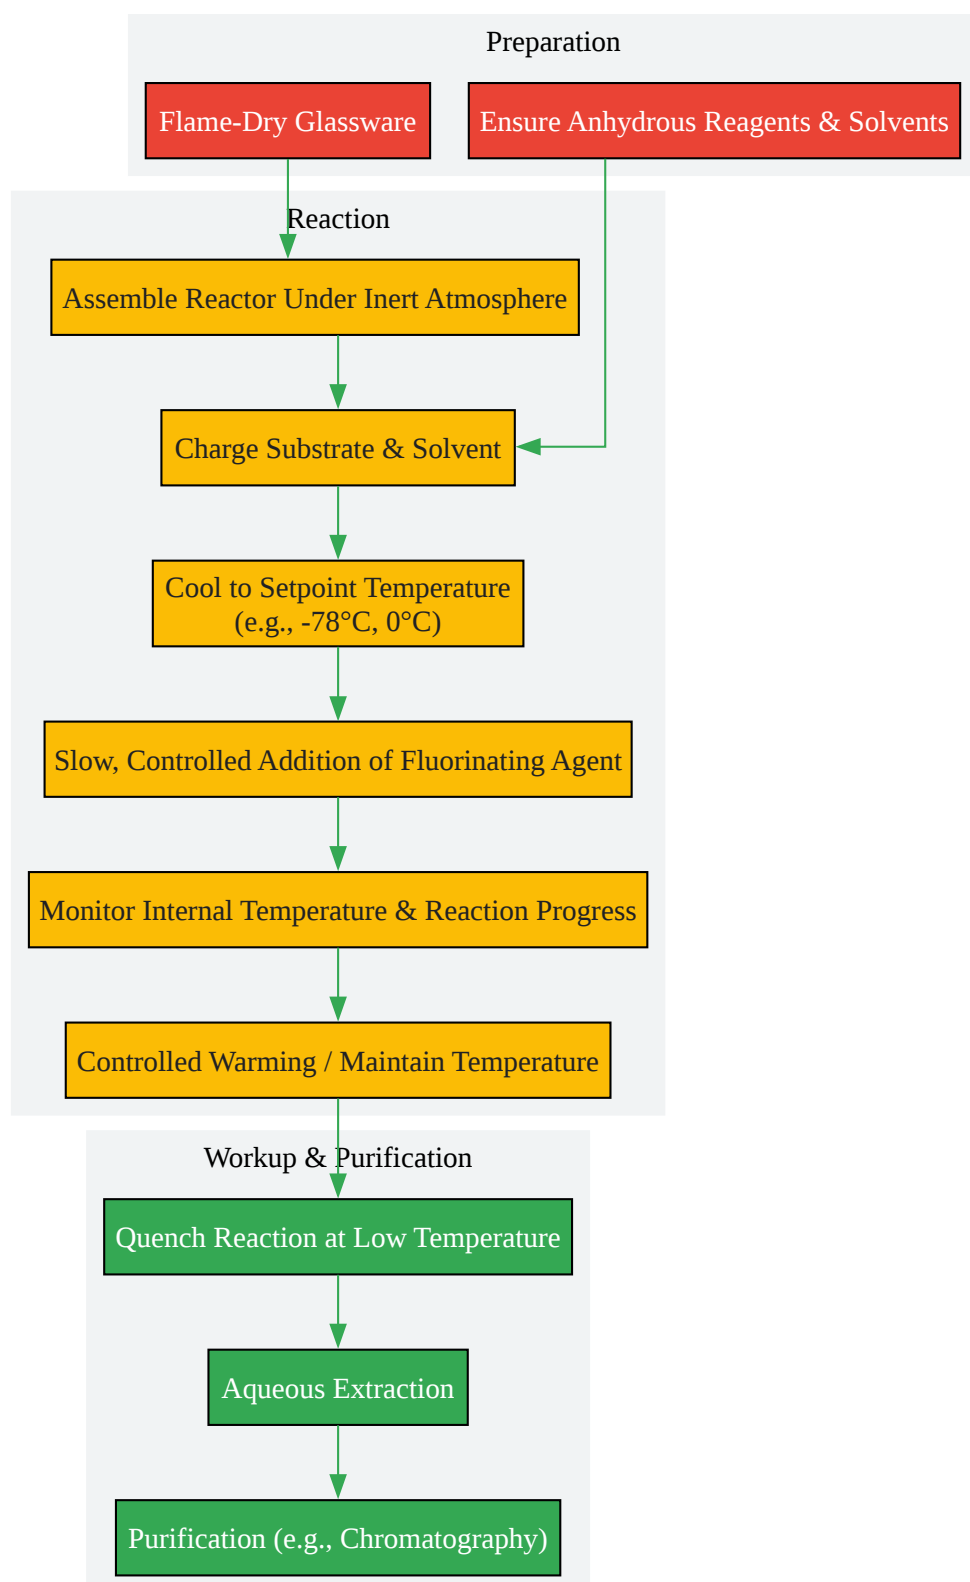 Preparation
Flame-Dry Glassware
Ensure Anhydrous Reagents & Solvents
Reaction
Assemble Reactor Under Inert Atmosphere
Charge Substrate & Solvent
Cool to Setpoint Temperature
(e.g., -78°C, 0°C)
Slow, Controlled Addition of Fluorinating Agent
Monitor Internal Temperature & Reaction Progress
Controlled Warming / Maintain Temperature
Workup & Purification
Quench Reaction at Low Temperature
Aqueous Extraction
Purification (e.g., Chromatography)